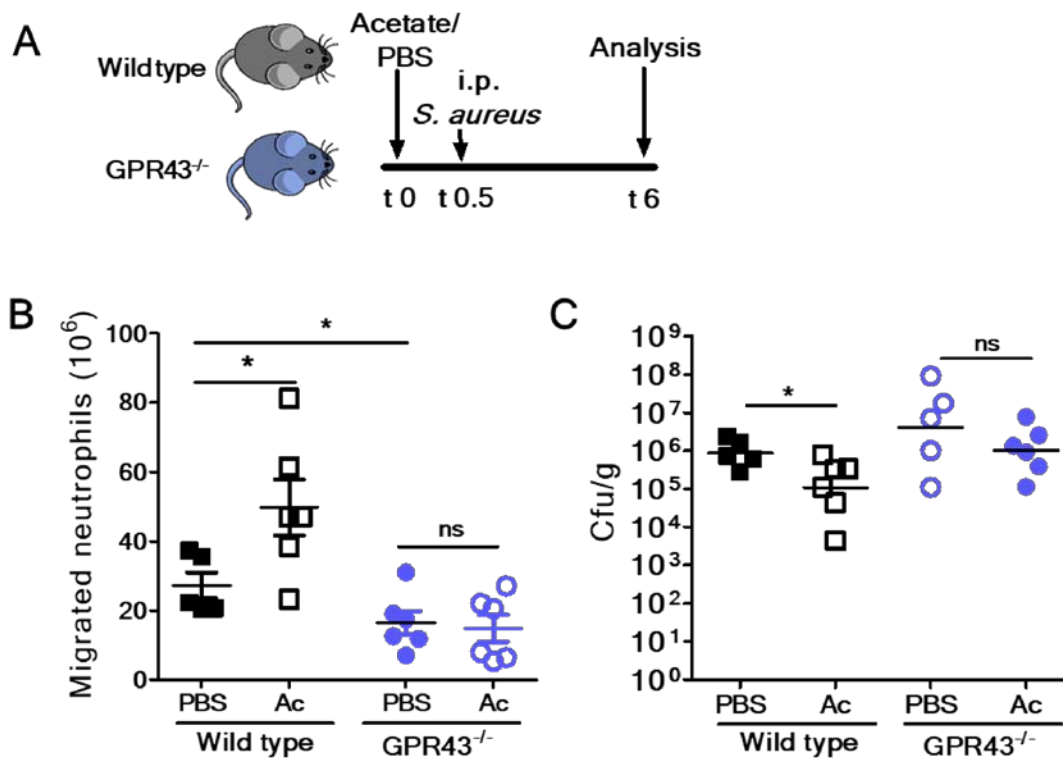 A
Wild type
GPR43-/-
Acetate/
PBS
i.p.
S. aureus
Analysis
t 0
t 0.5
t 6
B
Migrated neutrophils (10⁶)
100
80
60
40
20
0
*
*
ns
PBS
Ac
PBS
Ac
Wild type
GPR43-/-
C
Cfu/g
10⁹
10⁸
10⁷
10⁶
10⁵
10⁴
10³
10²
10¹
10⁰
*
ns
PBS
Ac
PBS
Ac
Wild type
GPR43-/-